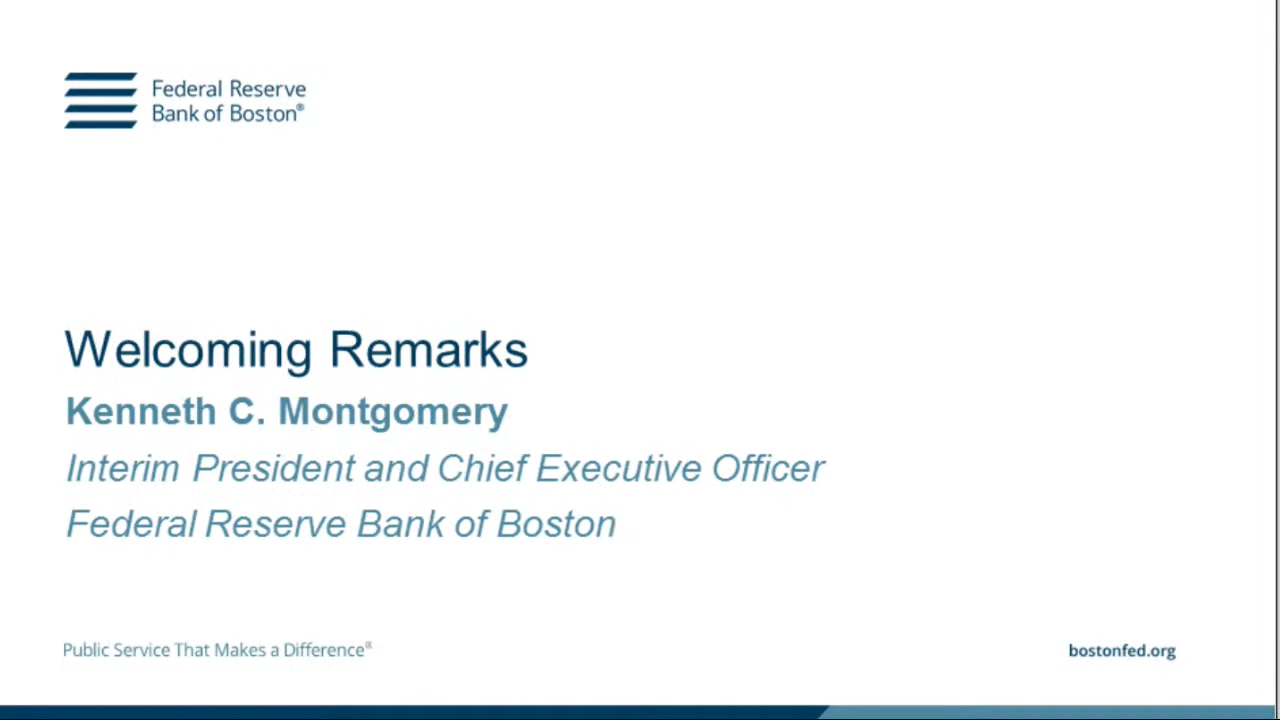 Federal Reserve
Bank of Boston®
Welcoming Remarks
Kenneth C. Montgomery
Interim President and Chief Executive Officer
Federal Reserve Bank of Boston
Public Service That Makes a Difference®
bostonfed.org